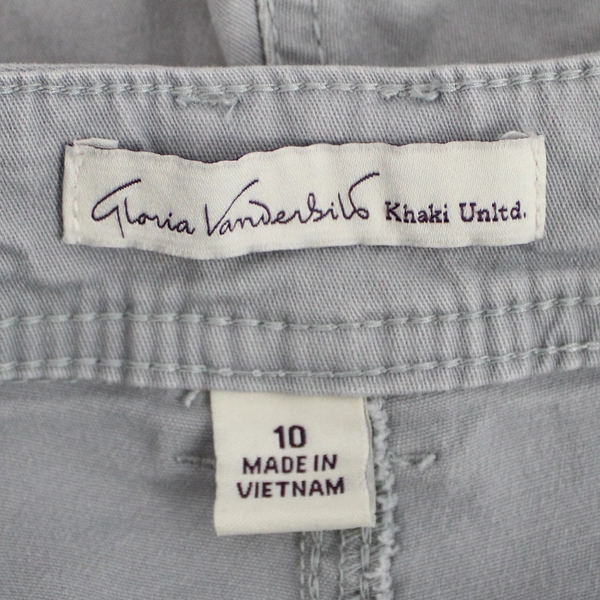 Gloria Vanderbilt Khaki Unltd.
10
MADE IN
VIETNAM